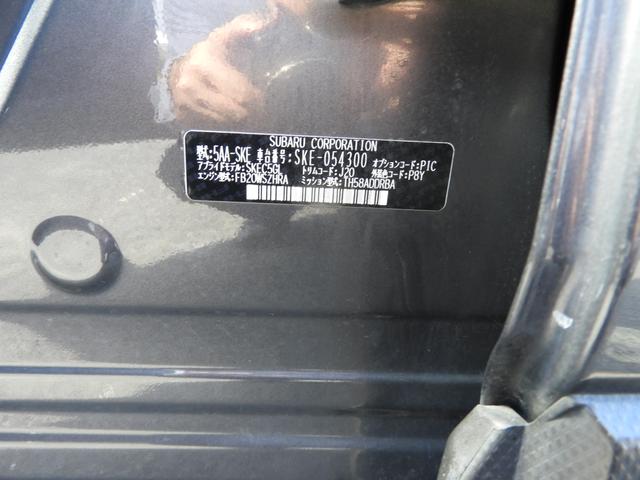 SUBARU CORPORATION
型式:5AA-SKE 車台番号:SKE-054300 オプションコード:P1C
アプライドモデル:SKEC5GL トリムコード:J20 外装色コード:P8Y
エンジン型式:FB20WSZHRA ミッション型式:TH58ADDRBA